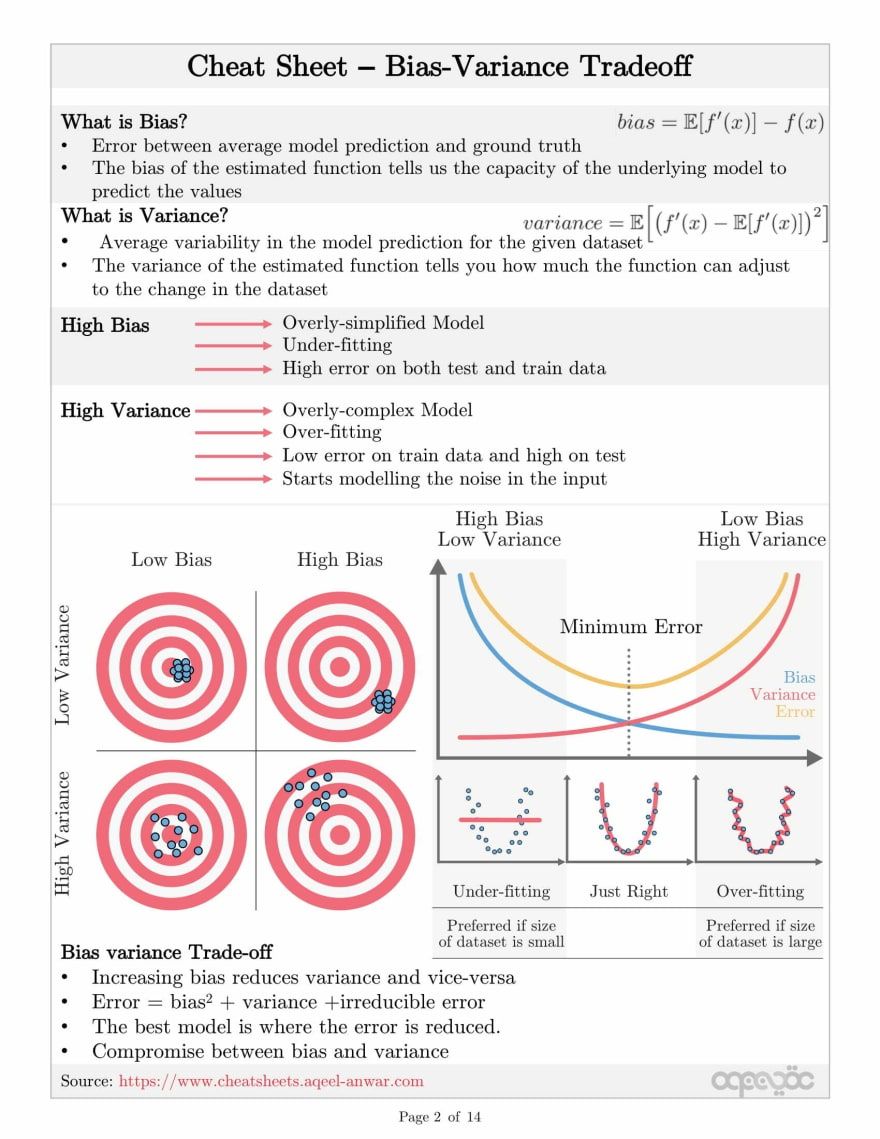 Cheat Sheet – Bias-Variance Tradeoff
What is Bias?
bias = 𝔼[f′(x)] − f(x)
• Error between average model prediction and ground truth
• The bias of the estimated function tells us the capacity of the underlying model to
predict the values
What is Variance?
variance = 𝔼[(f′(x) − 𝔼[f′(x)])²]
• Average variability in the model prediction for the given dataset
• The variance of the estimated function tells you how much the function can adjust
to the change in the dataset
High Bias
Overly-simplified Model
Under-fitting
High error on both test and train data
High Variance
Overly-complex Model
Over-fitting
Low error on train data and high on test
Starts modelling the noise in the input
Low Bias
High Bias
Low Variance
High Variance
High Bias
Low Variance
Low Bias
High Variance
Minimum Error
Bias
Variance
Error
Under-fitting
Just Right
Over-fitting
Preferred if size
of dataset is small
Preferred if size
of dataset is large
Bias variance Trade-off
• Increasing bias reduces variance and vice-versa
• Error = bias² + variance +irreducible error
• The best model is where the error is reduced.
• Compromise between bias and variance
Source: https://www.cheatsheets.aqeel-anwar.com
Page 2 of 14